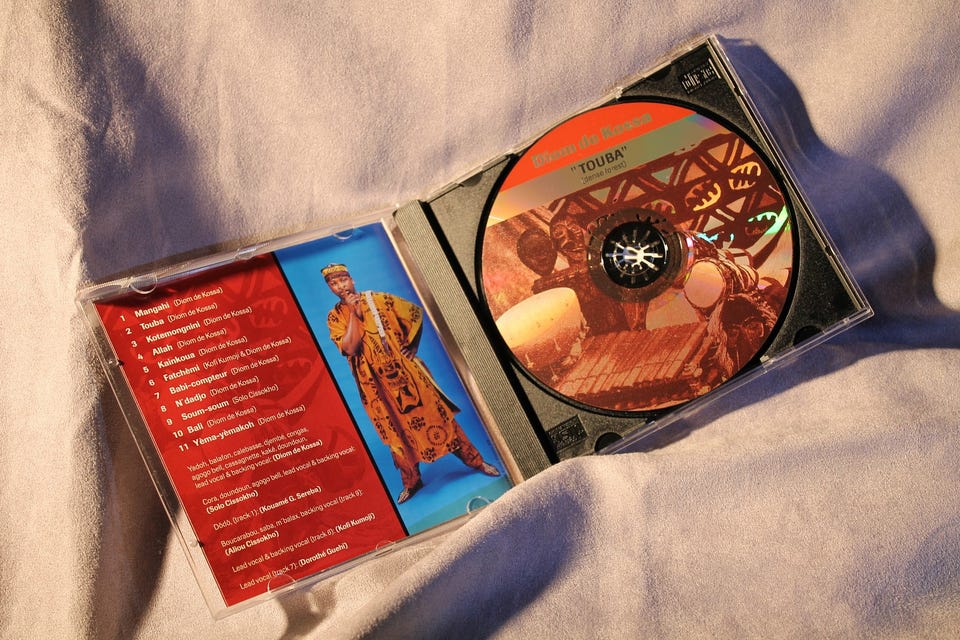 1 Mangahi (Diom de Kossa)
2 Touba (Diom de Kossa)
3 Kotemongnini (Diom de Kossa)
4 Allah (Diom de Kossa)
5 Kainkoua (Diom de Kossa)
6 Fatchèmi (Kofi Kumoji & Diom de Kossa)
7 Babi-compteur (Diom de Kossa)
8 N'dadjo (Diom de Kossa)
9 Soum-soum (Solo Cissokho)
10 Bali (Diom de Kossa)
11 Yèma-yèmakoh (Diom de Kossa)
Yadoh, balafon, calebasse, djembé, congas,
agogo bell, cassagnette, kaké, doundoun,
lead vocal & backing vocal: (Diom de Kossa)
Cora, doundoun, agogo bell, lead vocal & backing vocal:
(Solo Cissokho)
Dôdô, (track 1): (Kouamé G. Sereba)
Boucarabou, saba, m'balax, backing vocal (track 9):
(Aliou Cissokho)
Lead vocal & backing vocal (track 6): (Kofi Kumoji)
Lead vocal (track 7): (Dorothé Guehi)
Diom de Kossa
"TOUBA"
(dense forest)